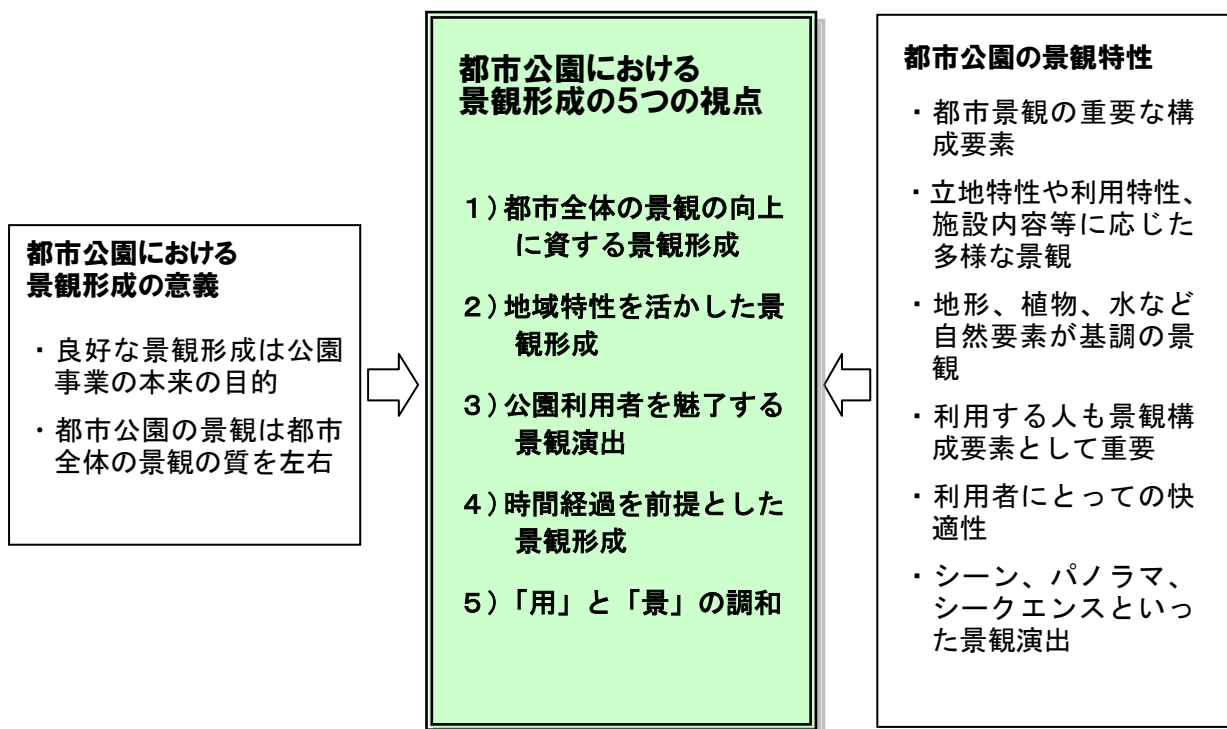 都市公園における
景観形成の意義
・良好な景観形成は公園
事業の本来の目的
・都市公園の景観は都市
全体の景観の質を左右
都市公園における
景観形成の5つの視点
1）都市全体の景観の向上
に資する景観形成
2）地域特性を活かした景
観形成
3）公園利用者を魅了する
景観演出
4）時間経過を前提とした
景観形成
5）「用」と「景」の調和
都市公園の景観特性
・都市景観の重要な構
成要素
・立地特性や利用特性、
施設内容等に応じた
多様な景観
・地形、植物、水など
自然要素が基調の景
観
・利用する人も景観構
成要素として重要
・利用者にとっての快
適性
・シーン、パノラマ、
シークエンスといっ
た景観演出